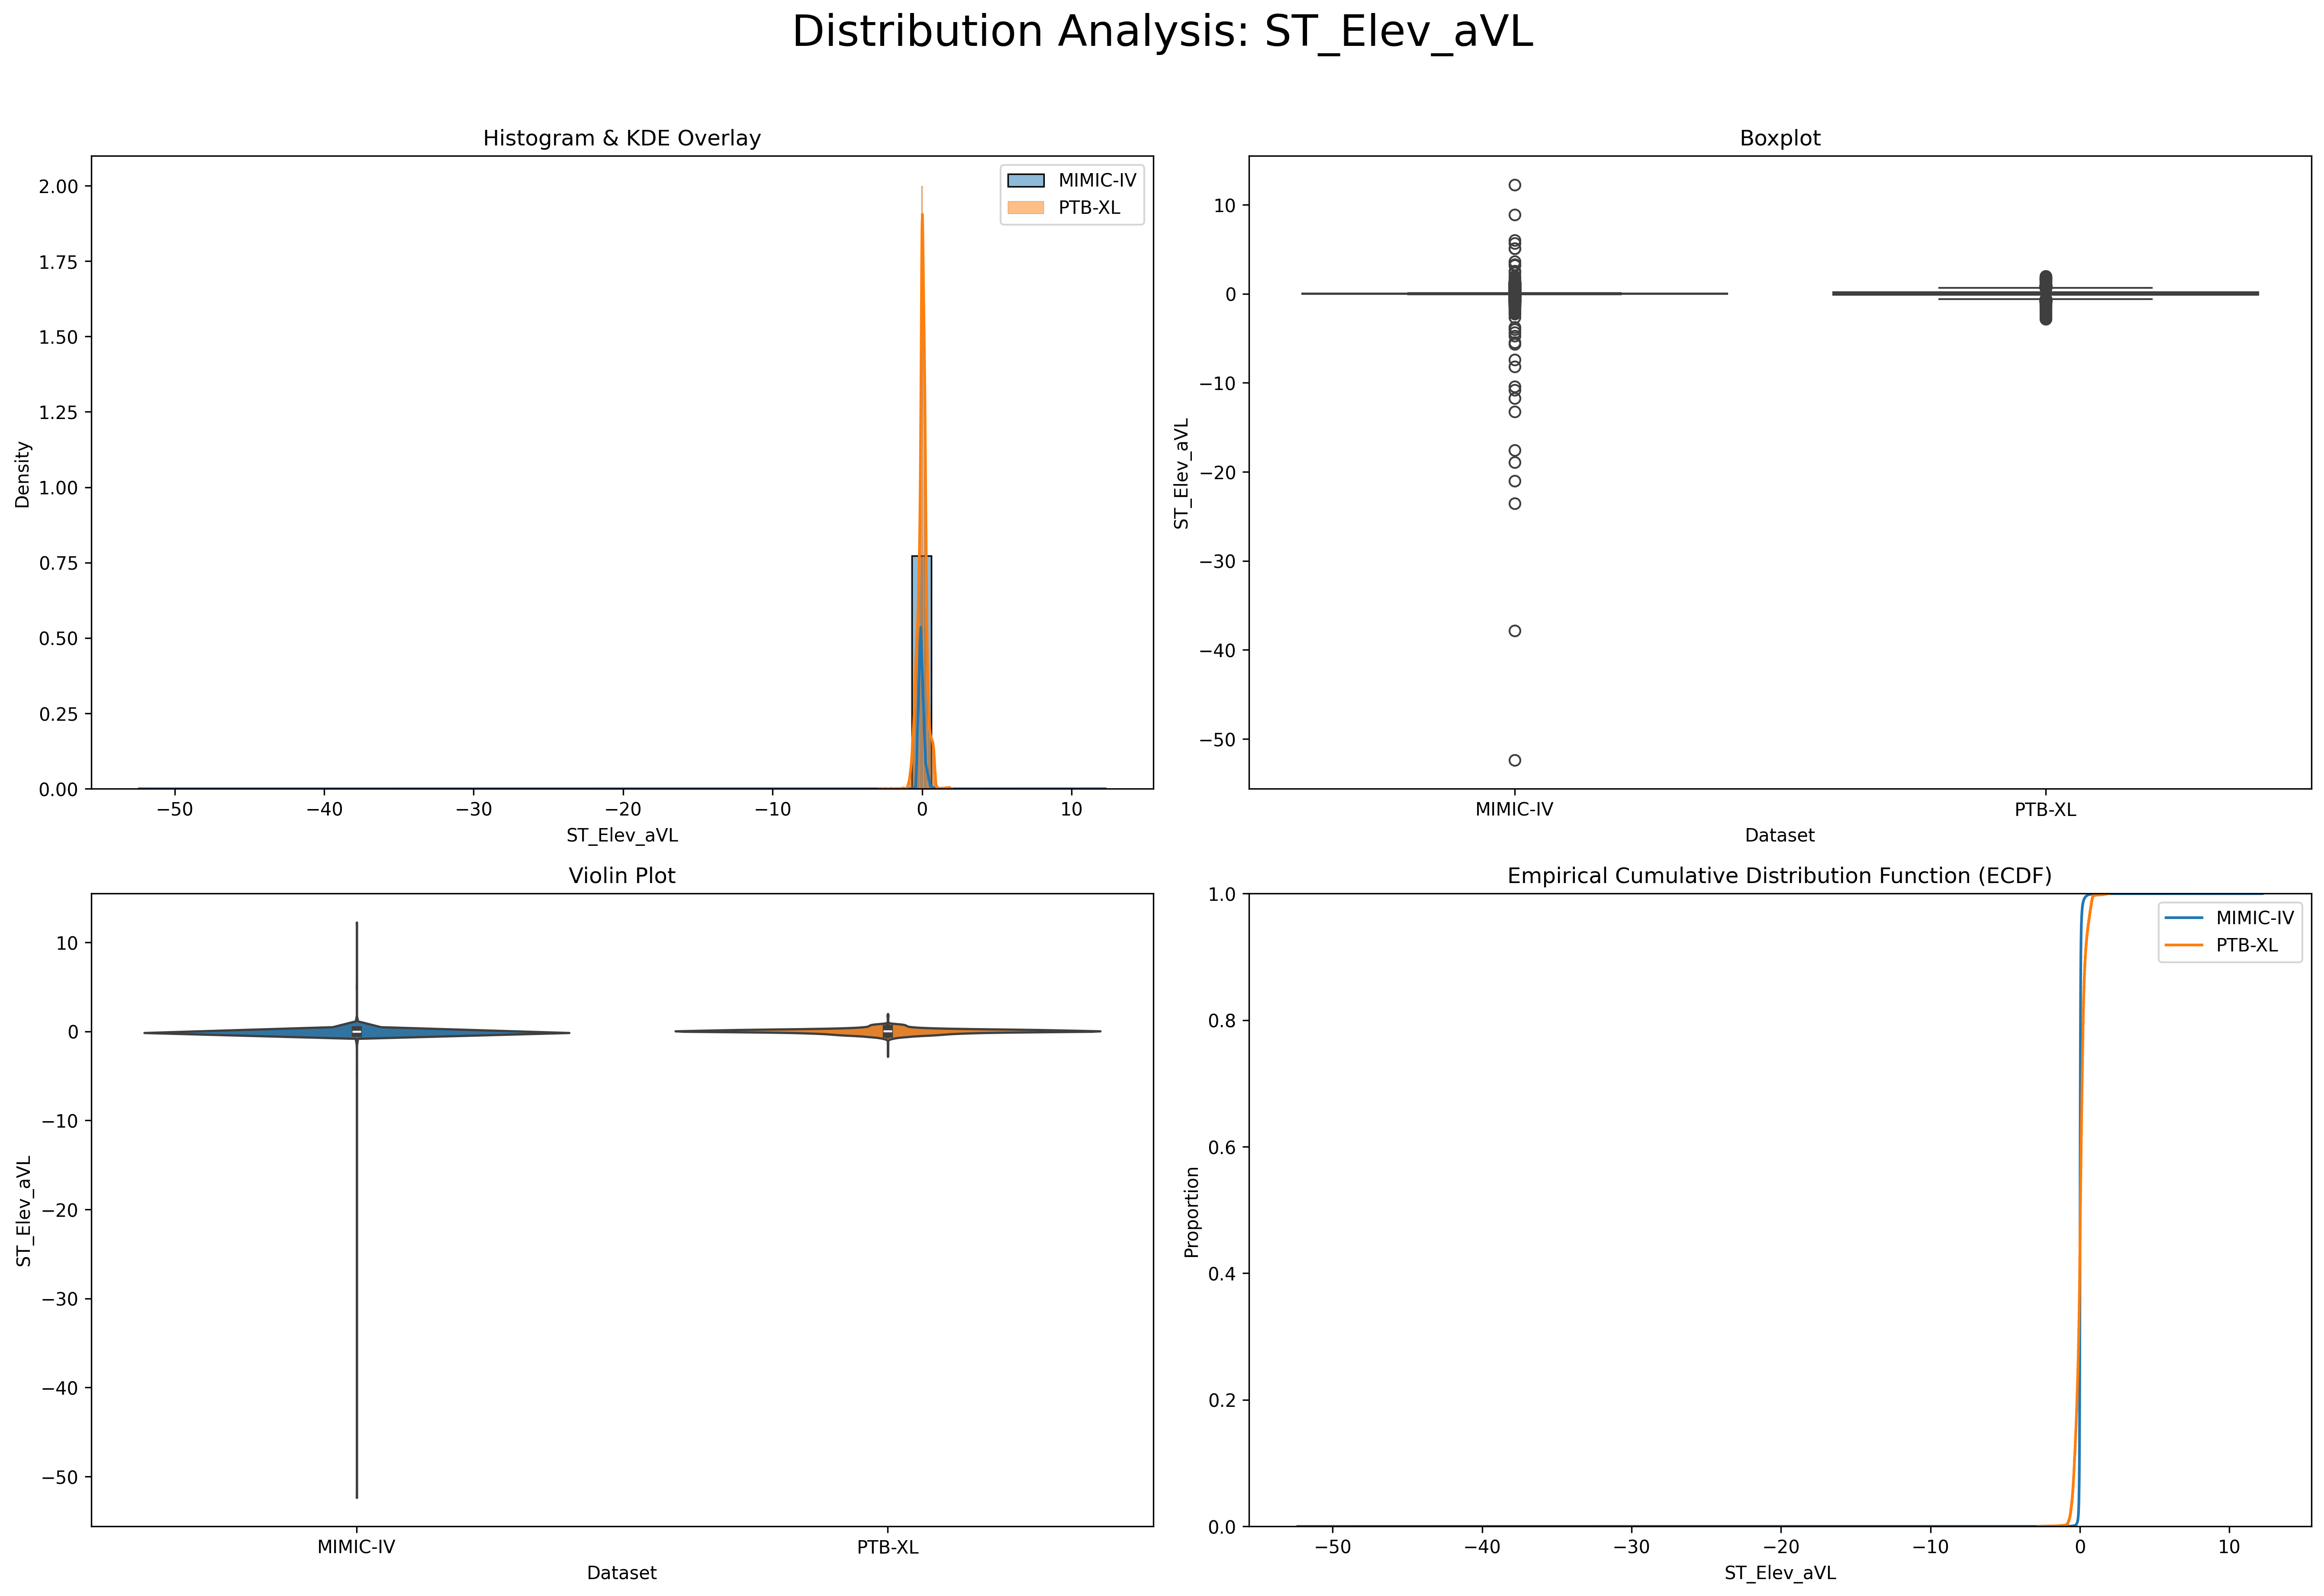 Distribution Analysis: ST_Elev_aVL
Histogram & KDE Overlay
MIMIC-IV
PTB-XL
2.00
1.75
1.50
1.25
1.00
0.75
0.50
0.25
0.00
Density
−50
−40
−30
−20
−10
0
10
ST_Elev_aVL
Boxplot
10
0
−10
−20
−30
−40
−50
ST_Elev_aVL
MIMIC-IV
PTB-XL
Dataset
Violin Plot
10
0
−10
−20
−30
−40
−50
ST_Elev_aVL
MIMIC-IV
PTB-XL
Dataset
Empirical Cumulative Distribution Function (ECDF)
MIMIC-IV
PTB-XL
1.0
0.8
0.6
0.4
0.2
0.0
Proportion
−50
−40
−30
−20
−10
0
10
ST_Elev_aVL